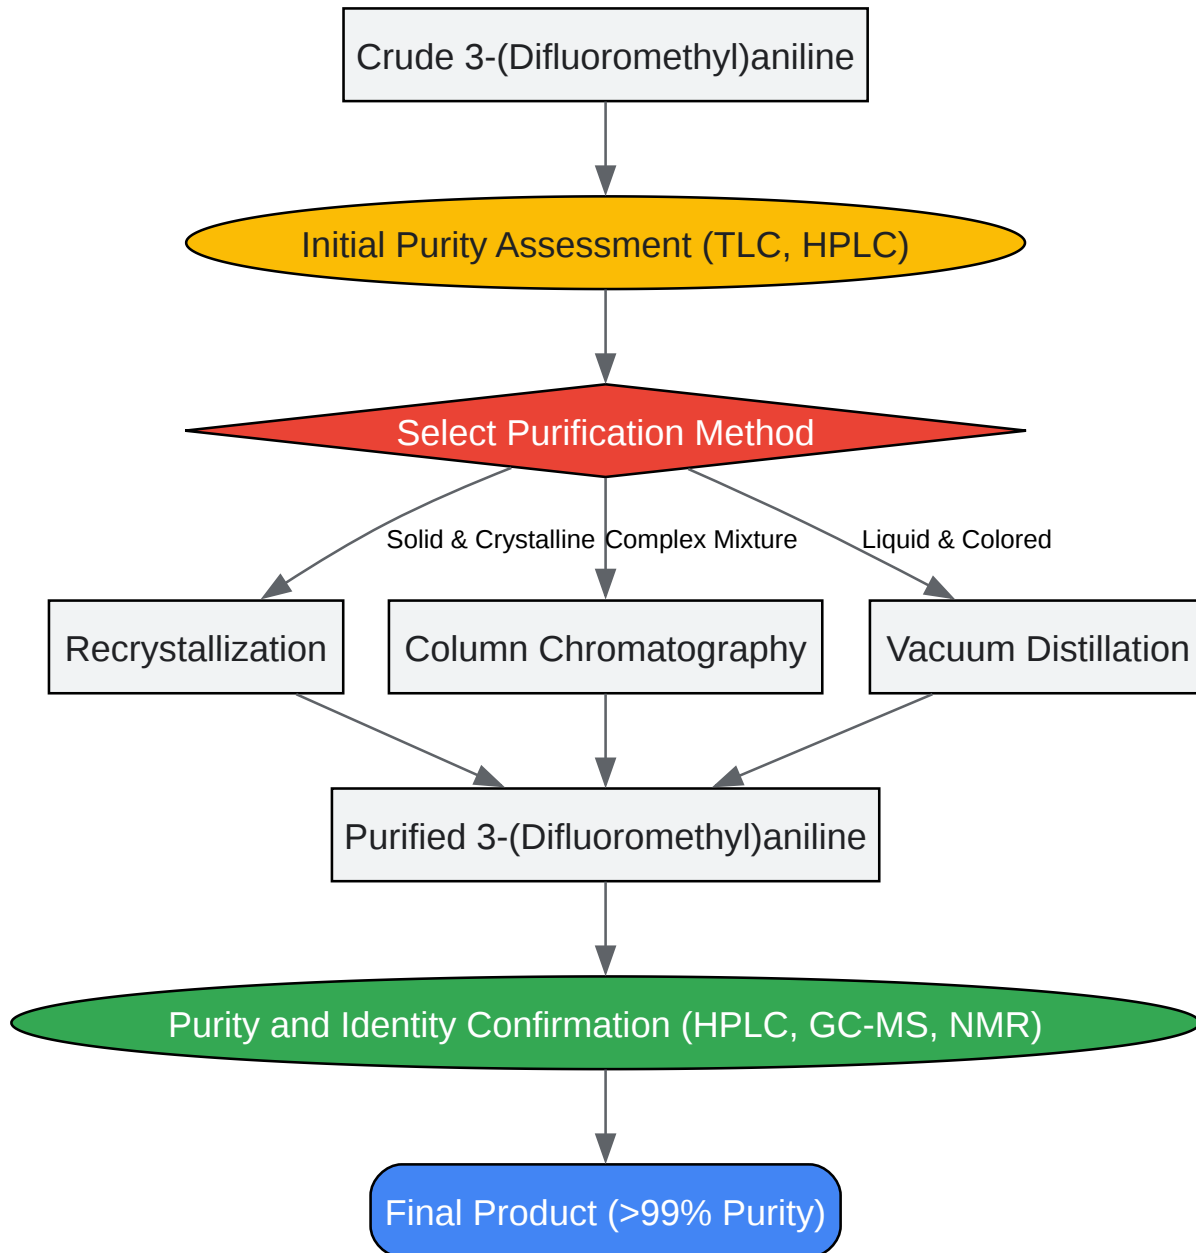 Crude 3-(Difluoromethyl)aniline
Initial Purity Assessment (TLC, HPLC)
Select Purification Method
Solid & Crystalline
Complex Mixture
Liquid & Colored
Recrystallization
Column Chromatography
Vacuum Distillation
Purified 3-(Difluoromethyl)aniline
Purity and Identity Confirmation (HPLC, GC-MS, NMR)
Final Product (>99% Purity)